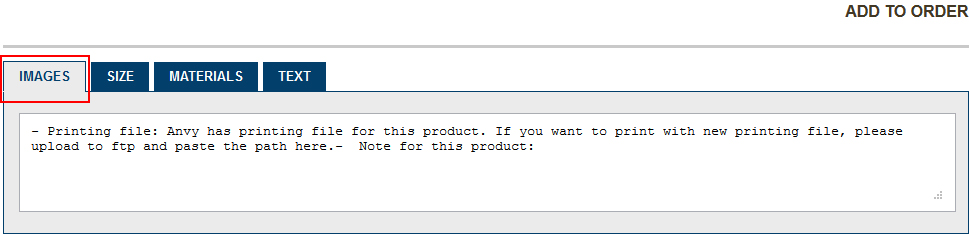 ADD TO ORDER
IMAGES SIZE MATERIALS TEXT
- Printing file: Anvy has printing file for this product. If you want to print with new printing file, please
upload to ftp and paste the path here.-  Note for this product: